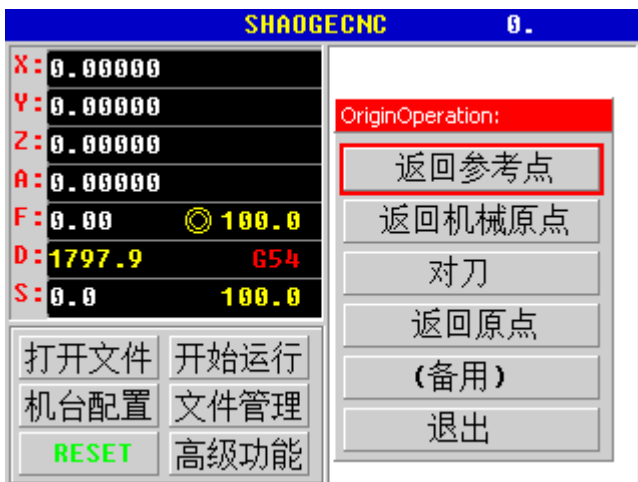 SHAOGECNC 0.
X:0.00000
Y:0.00000
Z:0.00000
A:0.00000
F:0.00 ◎ 100.0
D:1797.9 G54
S:0.0 100.0
打开文件 开始运行
机台配置 文件管理
RESET 高级功能
OriginOperation:
返回参考点
返回机械原点
对刀
返回原点
(备用)
退出